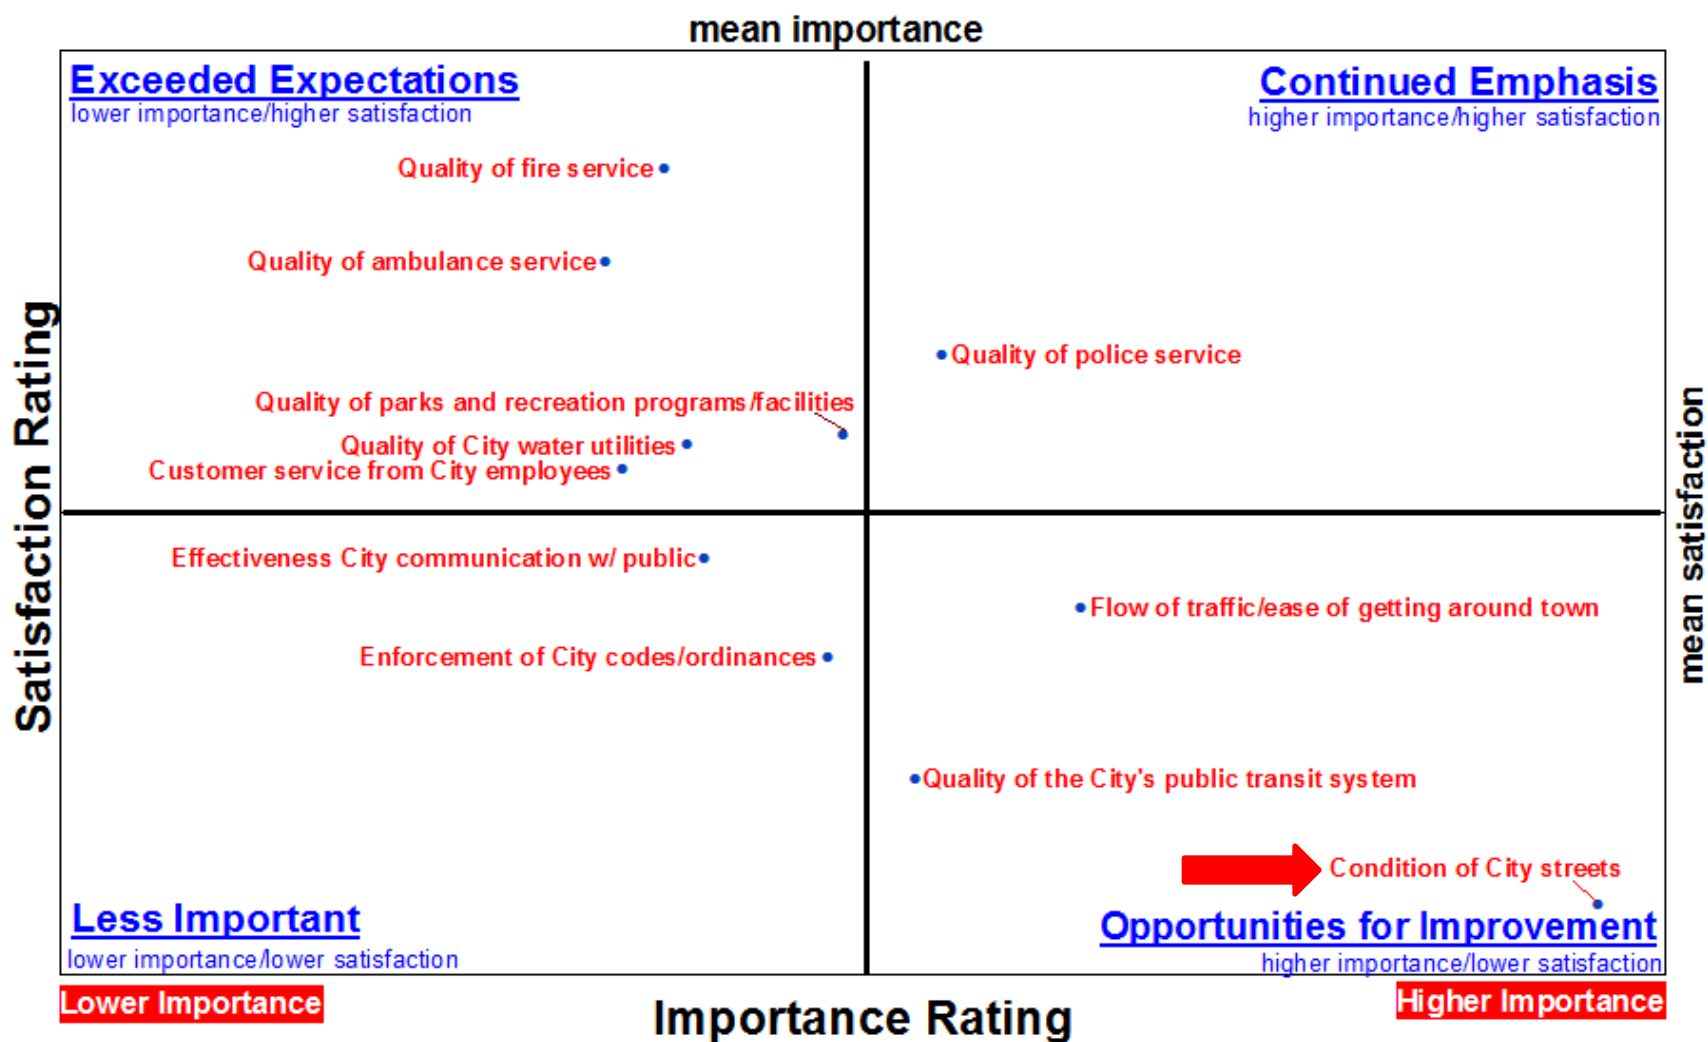 mean importance
Exceeded Expectations
lower importance/higher satisfaction
Continued Emphasis
higher importance/higher satisfaction
Quality of fire service
Quality of ambulance service
Quality of police service
Quality of parks and recreation programs/facilities
Quality of City water utilities
Customer service from City employees
Satisfaction Rating
mean satisfaction
Effectiveness City communication w/ public
Flow of traffic/ease of getting around town
Enforcement of City codes/ordinances
Quality of the City's public transit system
Condition of City streets
Less Important
lower importance/lower satisfaction
Opportunities for Improvement
higher importance/lower satisfaction
Lower Importance
Importance Rating
Higher Importance